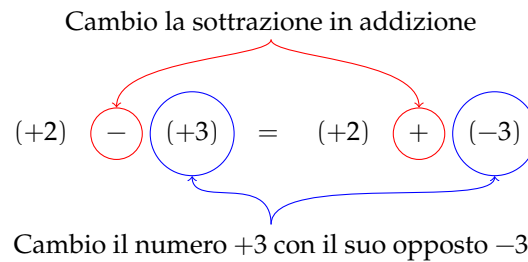 Cambio la sottrazione in addizione
(+2) − (+3) = (+2) + (−3)
Cambio il numero +3 con il suo opposto −3